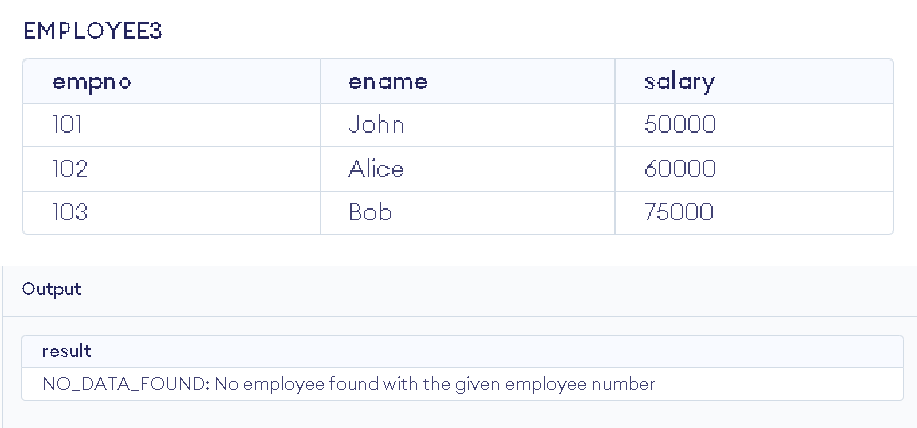 EMPLOYEE3
empno ename salary
101 John 50000
102 Alice 60000
103 Bob 75000
Output
result
NO_DATA_FOUND: No employee found with the given employee number